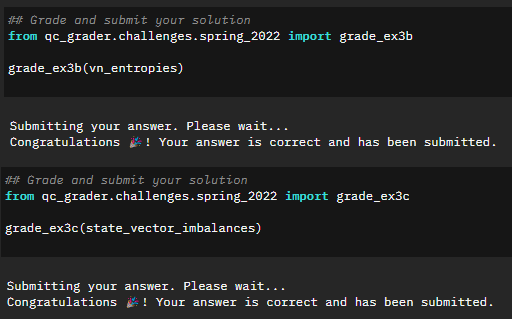 ## Grade and submit your solution
from qc_grader.challenges.spring_2022 import grade_ex3b
grade_ex3b(vn_entropies)
Submitting your answer. Please wait...
Congratulations 🎉! Your answer is correct and has been submitted.
## Grade and submit your solution
from qc_grader.challenges.spring_2022 import grade_ex3c
grade_ex3c(state_vector_imbalances)
Submitting your answer. Please wait...
Congratulations 🎉! Your answer is correct and has been submitted.